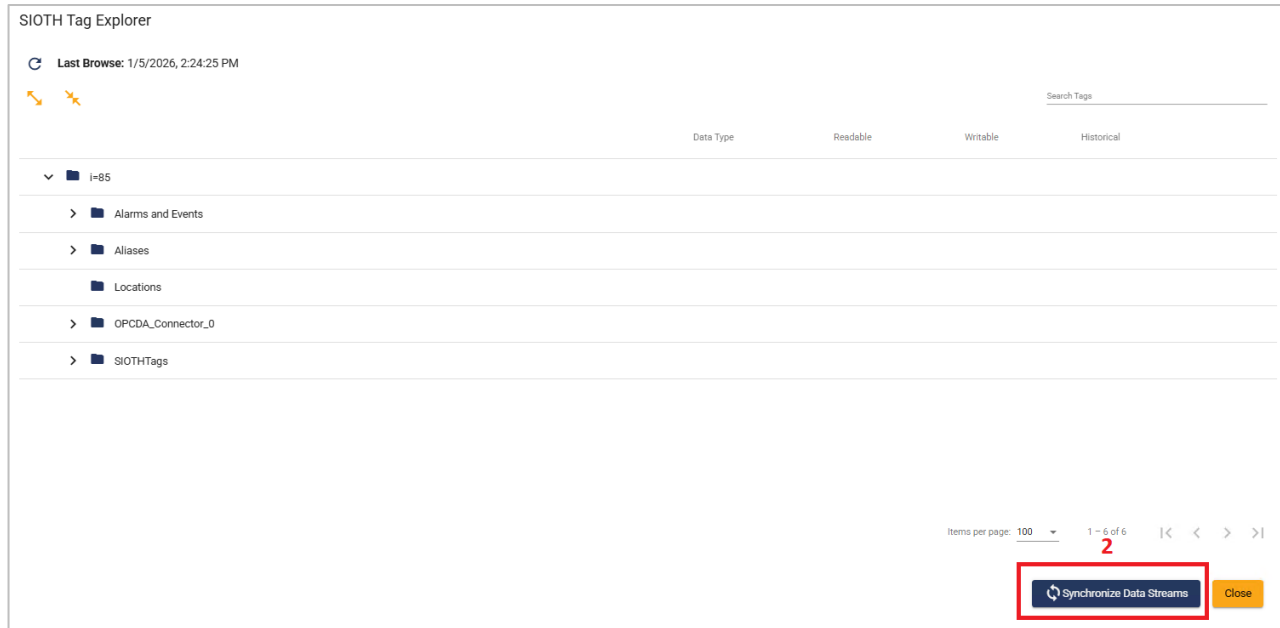 SIOTH Tag Explorer
Last Browse: 1/5/2026, 2:24:25 PM
Search Tags
Data Type Readable Writable Historical
i=85
Alarms and Events
Aliases
Locations
OPCDA_Connector_0
SIOTHTags
Items per page: 100 1 – 6 of 6
2
Synchronize Data Streams Close